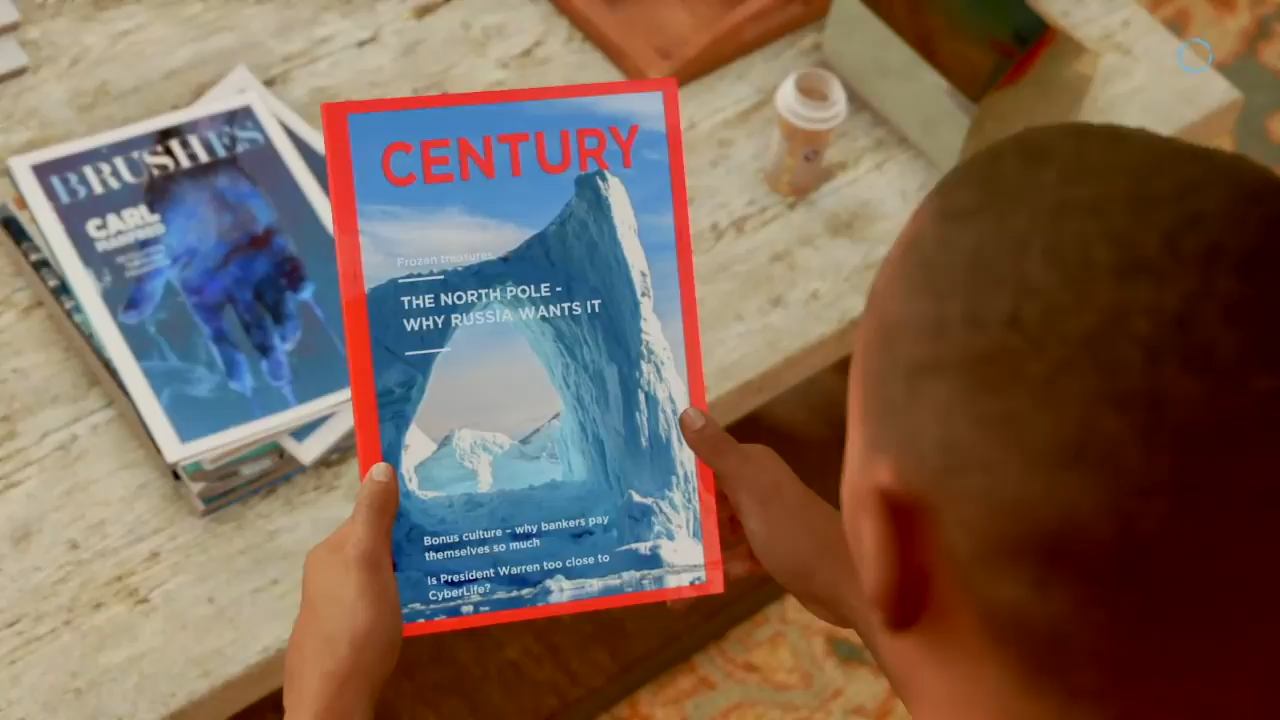 BRUSHES
CARL
MANFRED
CENTURY
Frozen treasures
THE NORTH POLE -
WHY RUSSIA WANTS IT
Bonus culture – why bankers pay
themselves so much
Is President Warren too close to
CyberLife?